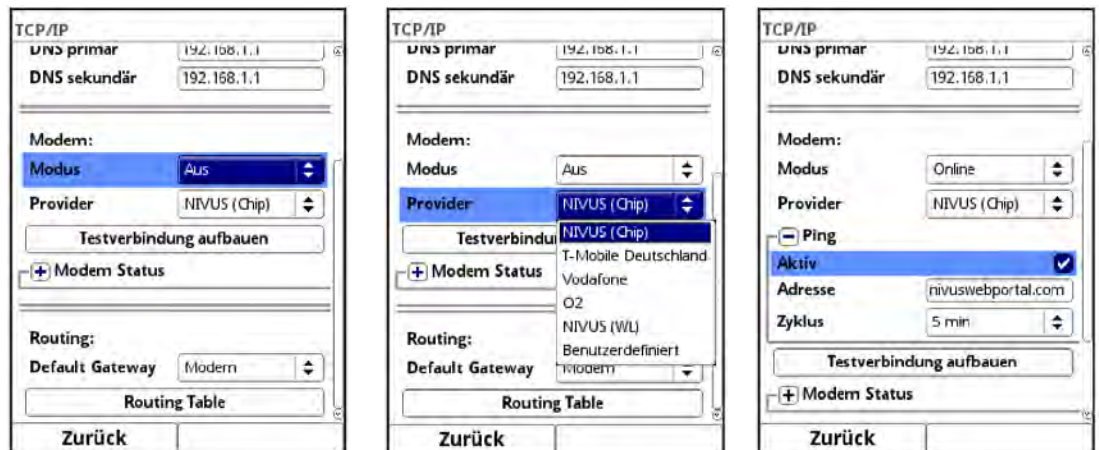 TCP/IP
DNS primär 192.168.1.1
DNS sekundär 192.168.1.1
Modem:
Modus Aus
Provider NIVUS (Chip)
Testverbindung aufbauen
Modem Status
Routing:
Default Gateway Modem
Routing Table
Zurück
TCP/IP
DNS primär 192.168.1.1
DNS sekundär 192.168.1.1
Modem:
Modus Aus
Provider NIVUS (Chip)
Testverbindu
NIVUS (Chip)
T-Mobile Deutschland
Modem Status
Vodafone
O2
NIVUS (WL)
Routing:
Benutzerdefiniert
Default Gateway Modem
Routing Table
Zurück
TCP/IP
DNS primär 192.168.1.1
DNS sekundär 192.168.1.1
Modem:
Modus Online
Provider NIVUS (Chip)
Ping
Aktiv
Adresse nivuswebportal.com
Zyklus 5 min
Testverbindung aufbauen
Modem Status
Zurück